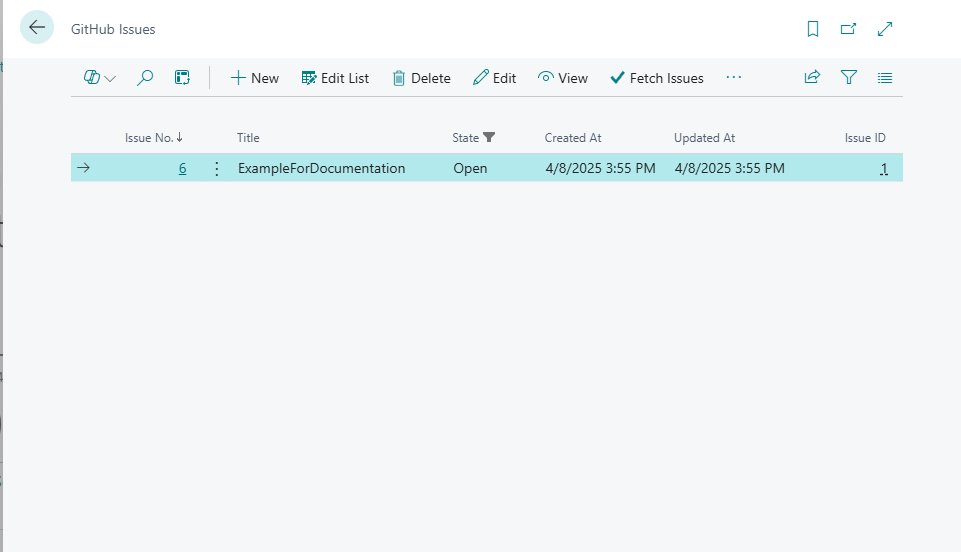 GitHub Issues
New Edit List Delete Edit View Fetch Issues ...
Issue No. ↓ Title State Created At Updated At Issue ID
→ 6 ⋮ ExampleForDocumentation Open 4/8/2025 3:55 PM 4/8/2025 3:55 PM 1